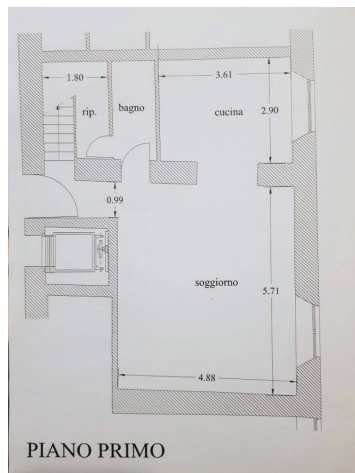 1.80
3.61
rip.
bagno
cucina
2.90
0.99
soggiorno
5.71
4.88
PIANO PRIMO